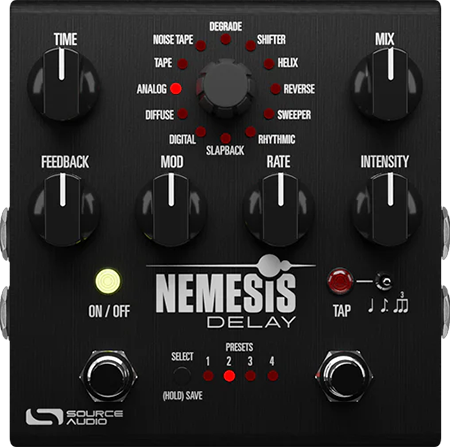 TIME
DEGRADE
NOISE TAPE
SHIFTER
MIX
TAPE
HELIX
ANALOG
REVERSE
DIFFUSE
SWEEPER
DIGITAL
RHYTHMIC
SLAPBACK
FEEDBACK
MOD
RATE
INTENSITY
NEMESIS
DELAY
ON / OFF
TAP
3
PRESETS
SELECT
1 2 3 4
(HOLD) SAVE
SOURCE
AUDIO